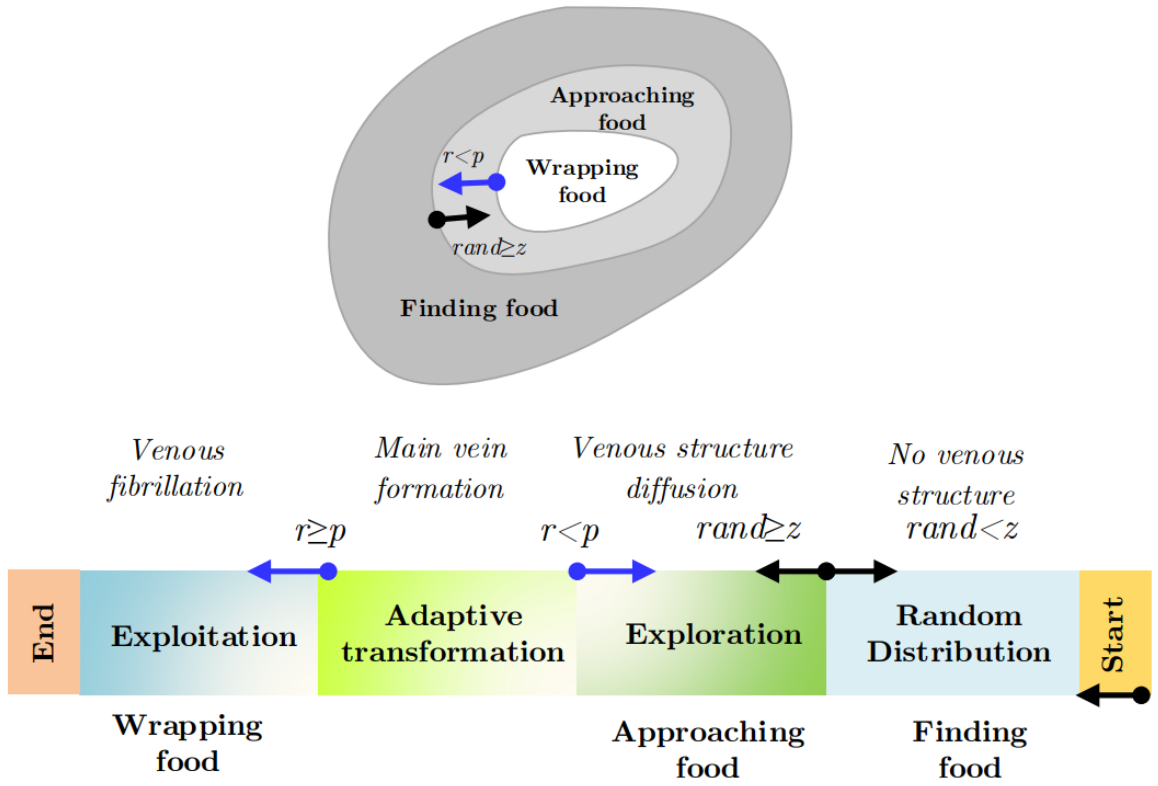 Approaching
food
r<p
Wrapping
food
rand≥z
Finding food
Venous
fibrillation
Main vein
formation
Venous structure
diffusion
No venous
structure
r≥p
r<p
rand≥z
rand<z
End
Exploitation
Adaptive
transformation
Exploration
Random
Distribution
Start
Wrapping
food
Approaching
food
Finding
food